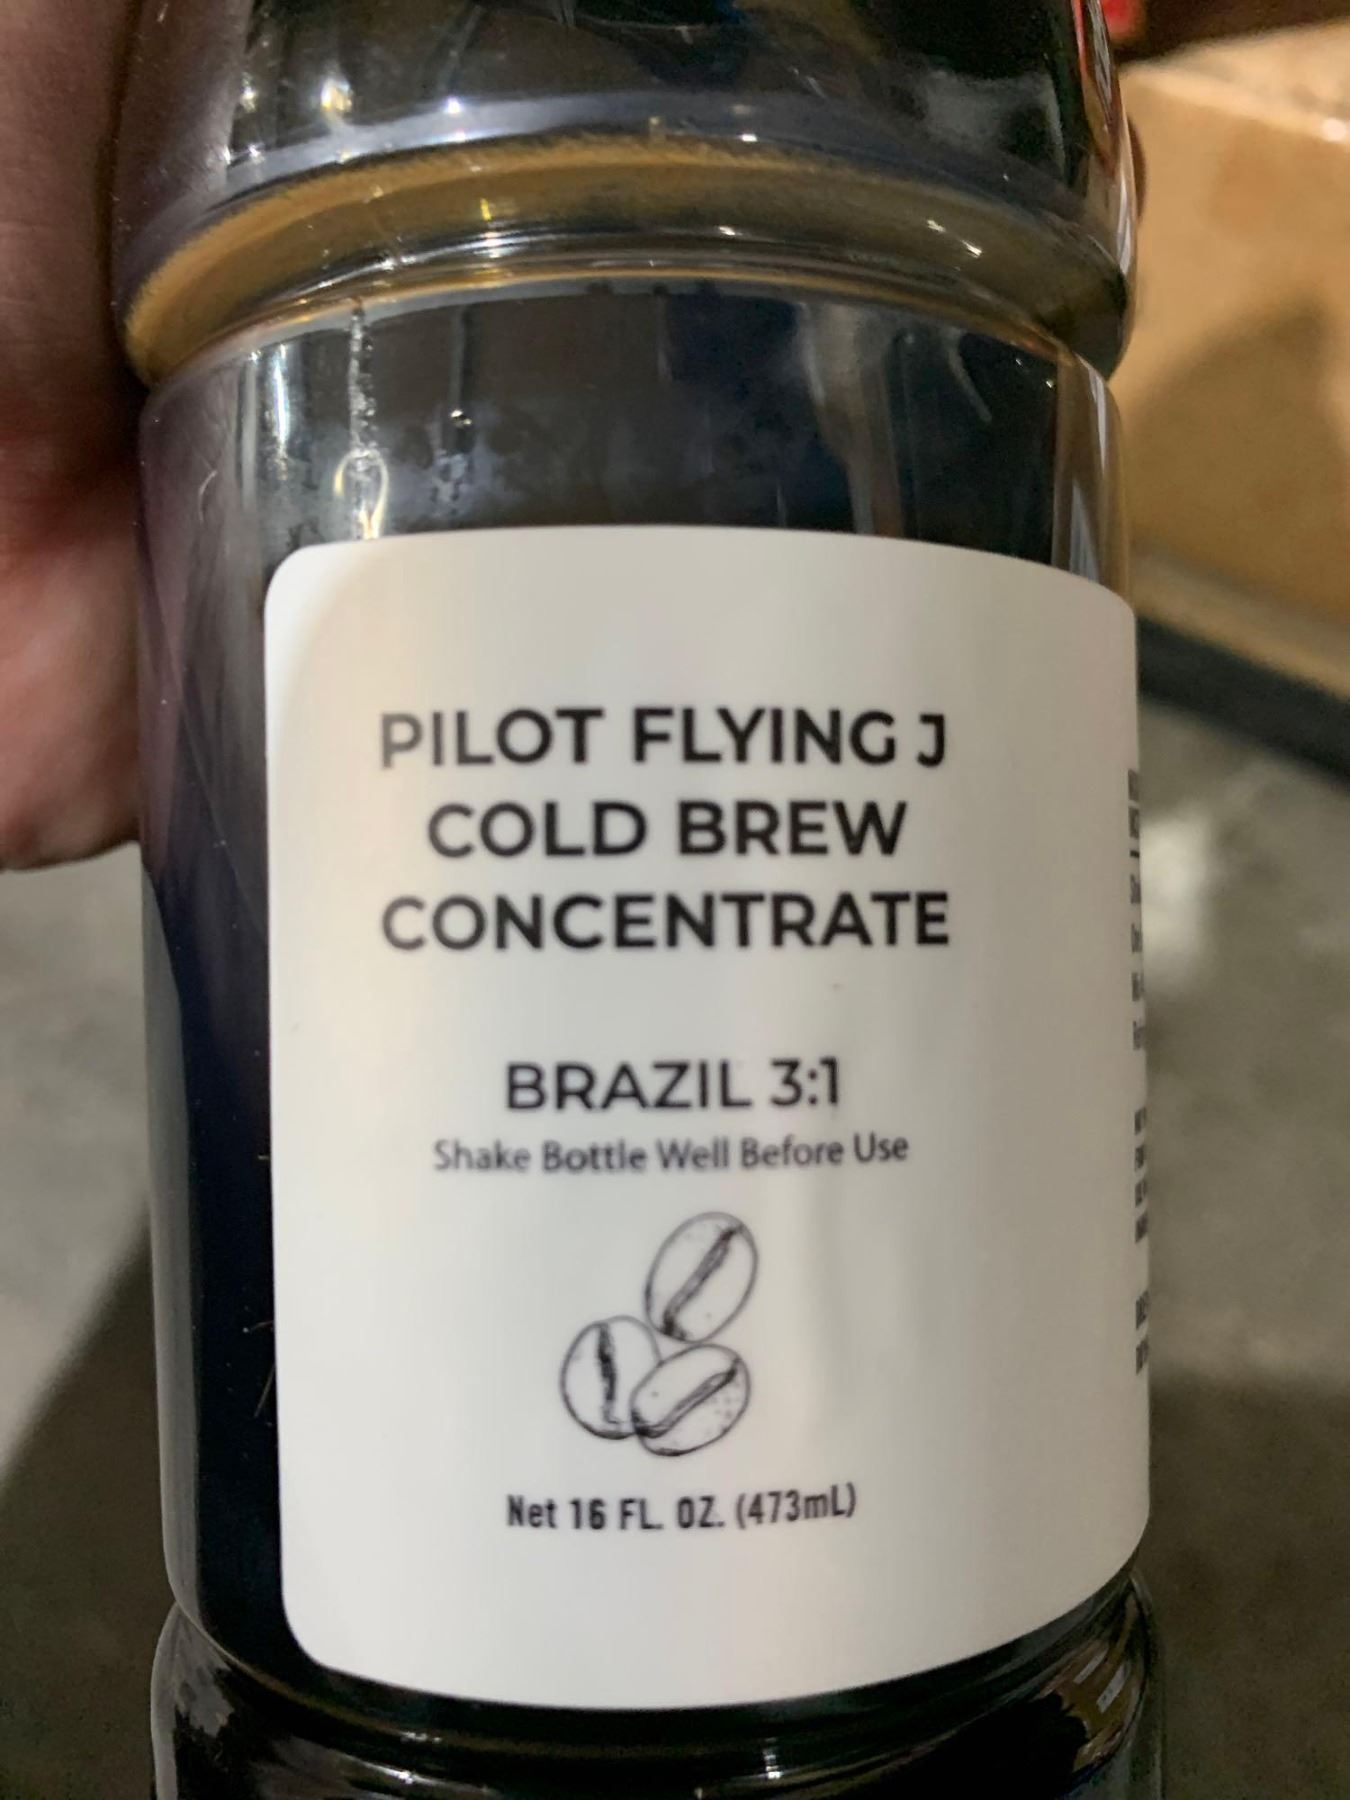 PILOT FLYING J
COLD BREW
CONCENTRATE
BRAZIL 3:1
Shake Bottle Well Before Use
Net 16 FL. OZ. (473mL)